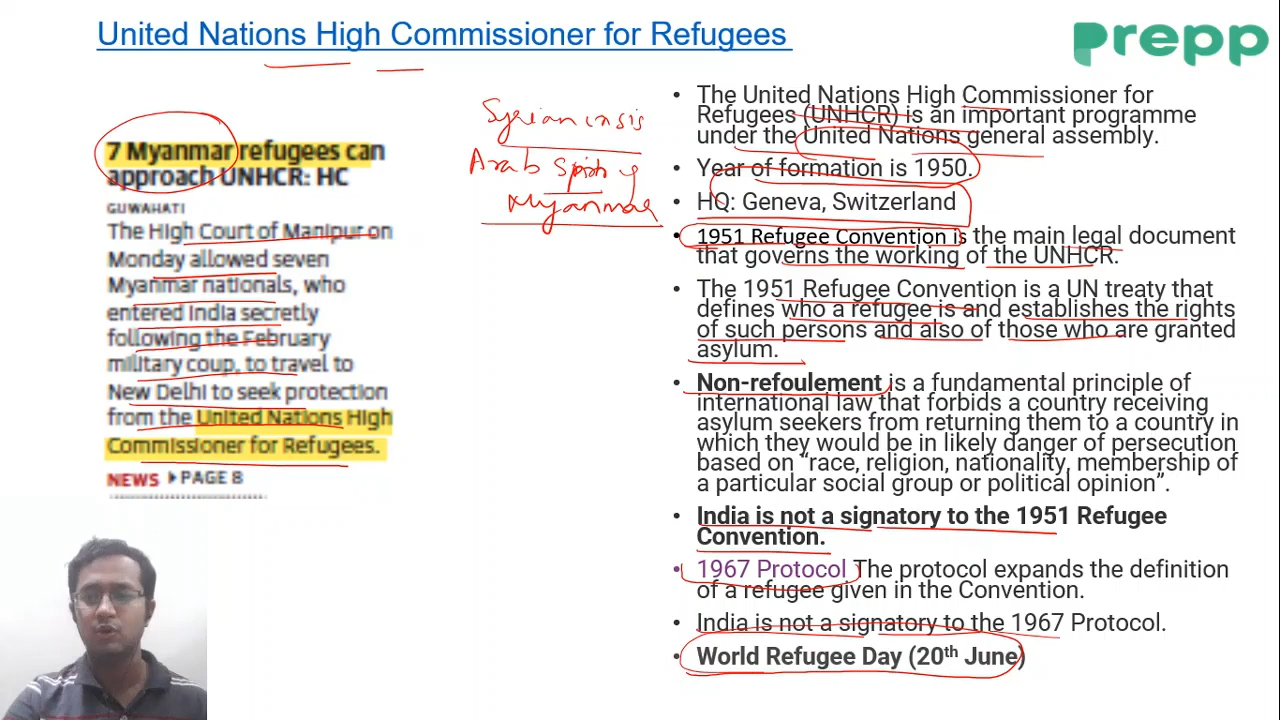 United Nations High Commissioner for Refugees
prepp
7 Myanmar refugees can
approach UNHCR: HC
GUWAHATI
The High Court of Manipur on
Monday allowed seven
Myanmar nationals, who
entered India secretly
following the February
military coup, to travel to
New Delhi to seek protection
from the United Nations High
Commissioner for Refugees.
NEWS PAGE 8
Syrian crisis
Arab Spring
Myanmar
• The United Nations High Commissioner for
Refugees (UNHCR) is an important programme
under the United Nations general assembly.
• Year of formation is 1950.
• HQ: Geneva, Switzerland
• 1951 Refugee Convention is the main legal document
that governs the working of the UNHCR.
• The 1951 Refugee Convention is a UN treaty that
defines who a refugee is and establishes the rights
of such persons and also of those who are granted
asylum.
• Non-refoulement is a fundamental principle of
international law that forbids a country receiving
asylum seekers from returning them to a country in
which they would be in likely danger of persecution
based on “race, religion, nationality, membership of
a particular social group or political opinion”.
• India is not a signatory to the 1951 Refugee
Convention.
• 1967 Protocol The protocol expands the definition
of a refugee given in the Convention.
• India is not a signatory to the 1967 Protocol.
• World Refugee Day (20th June)